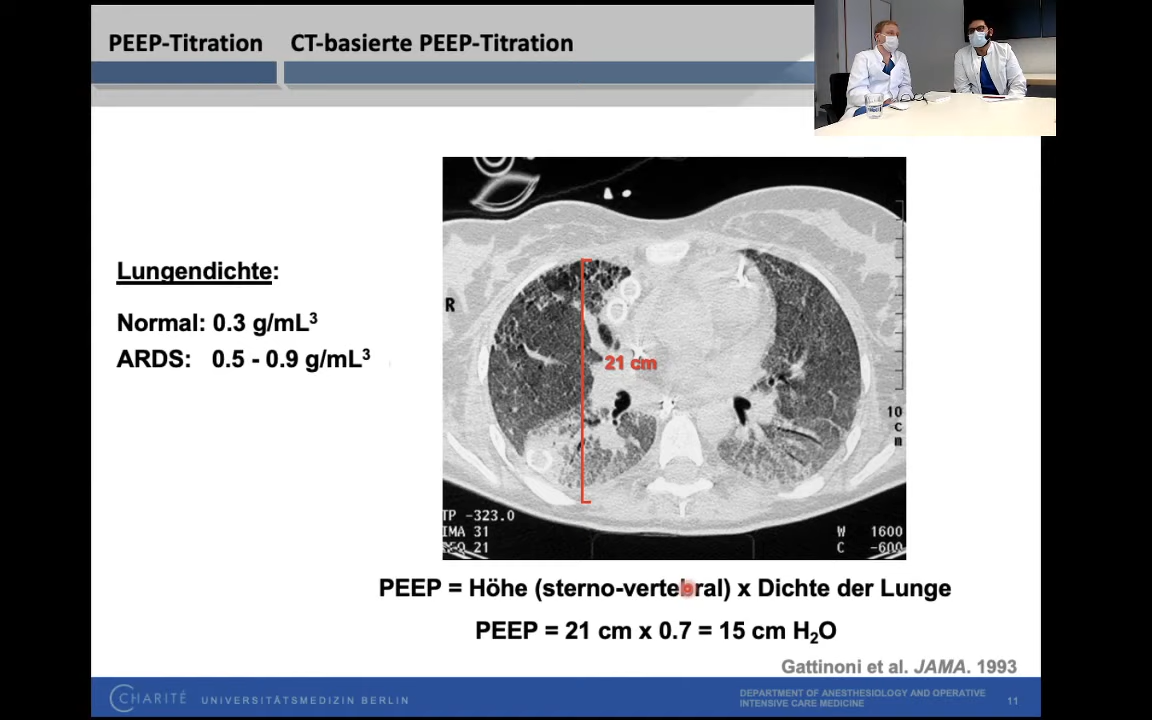 PEEP-Titration CT-basierte PEEP-Titration
Lungendichte:
Normal: 0.3 g/mL³
ARDS: 0.5 - 0.9 g/mL³
R
21 cm
10
c
m
TP -323.0
IMA 31
SEQ 21
W 1600
C -600
PEEP = Höhe (sterno-vertebral) x Dichte der Lunge
PEEP = 21 cm x 0.7 = 15 cm H₂O
Gattinoni et al. JAMA. 1993
CHARITÉ UNIVERSITÄTSMEDIZIN BERLIN
DEPARTMENT OF ANESTHESIOLOGY AND OPERATIVE
INTENSIVE CARE MEDICINE
11